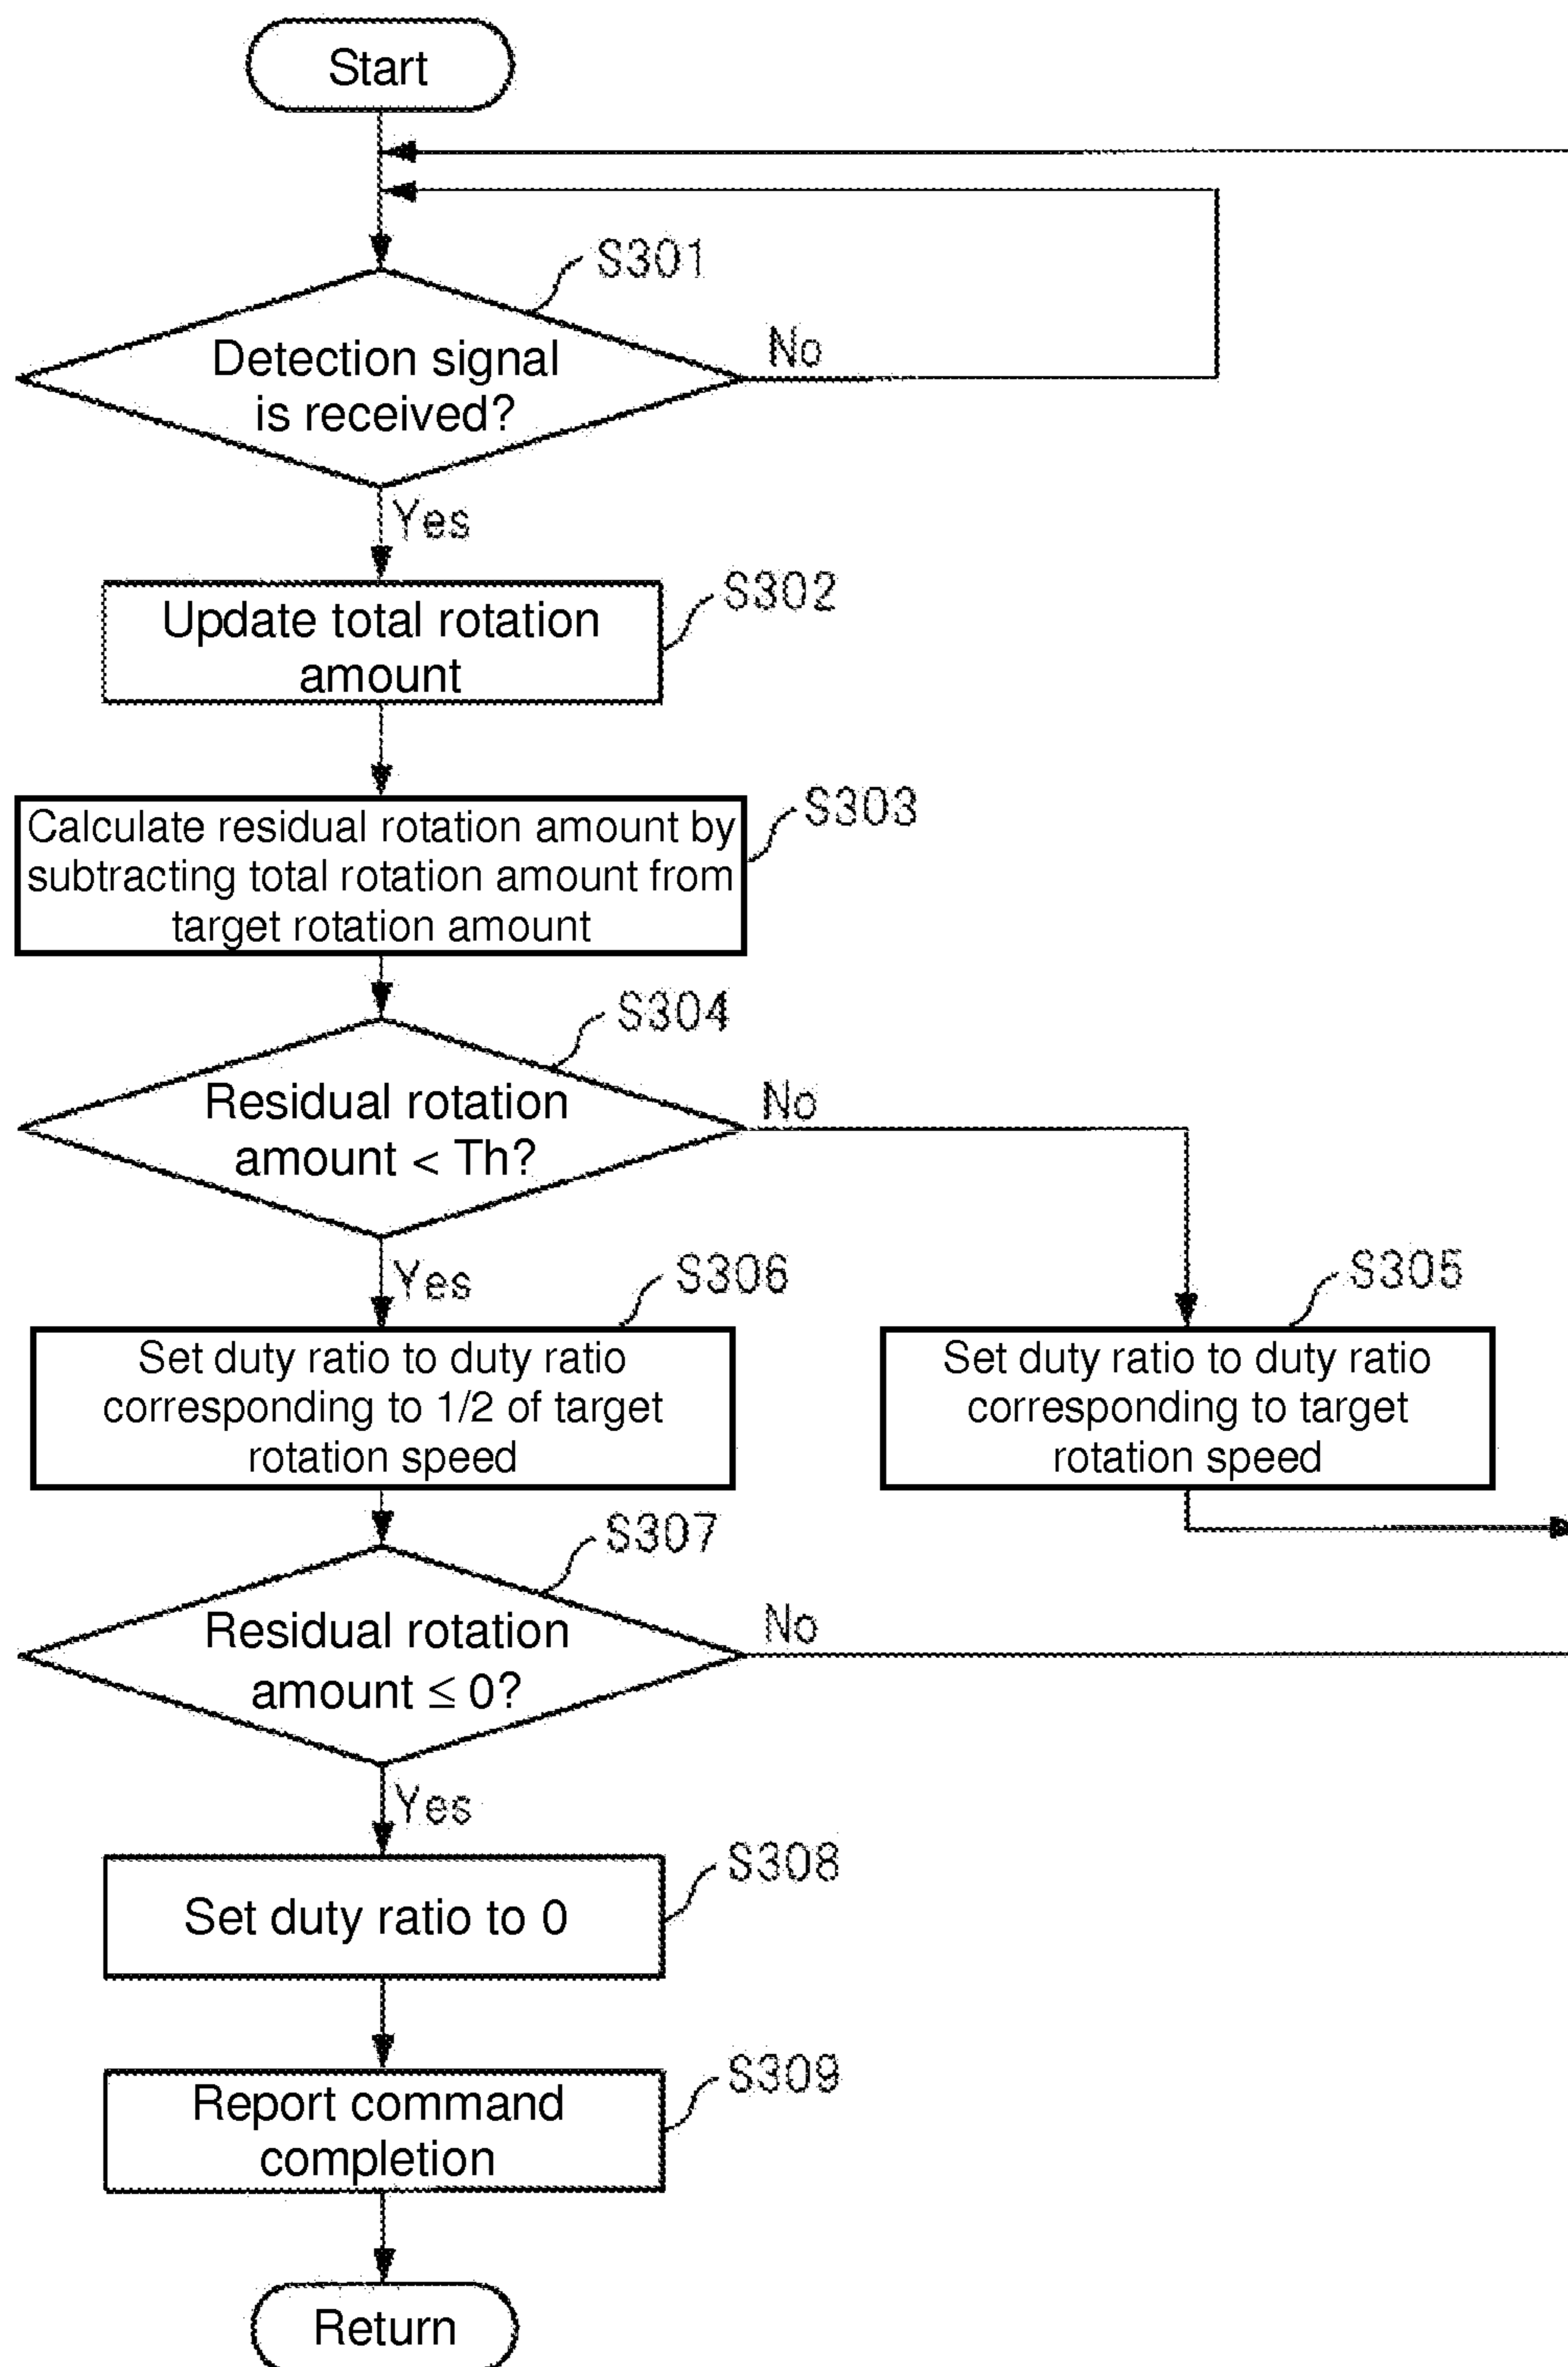 Start
S301
Detection signal
is received?
No
Yes
S302
Update total rotation
amount
S303
Calculate residual rotation amount by
subtracting total rotation amount from
target rotation amount
S304
Residual rotation
amount < Th?
No
Yes
S306
Set duty ratio to duty ratio
corresponding to 1/2 of target
rotation speed
S305
Set duty ratio to duty ratio
corresponding to target
rotation speed
S307
Residual rotation
amount ≤ 0?
No
Yes
S308
Set duty ratio to 0
S309
Report command
completion
Return